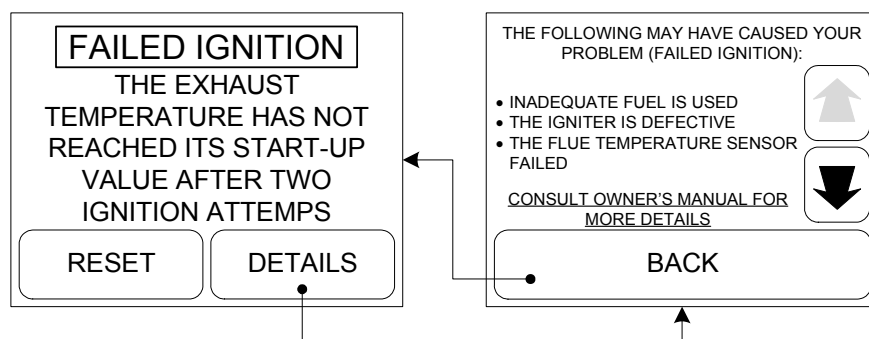 FAILED IGNITION
THE EXHAUST
TEMPERATURE HAS NOT
REACHED ITS START-UP
VALUE AFTER TWO
IGNITION ATTEMPS
RESET
DETAILS
THE FOLLOWING MAY HAVE CAUSED YOUR
PROBLEM (FAILED IGNITION):
• INADEQUATE FUEL IS USED
• THE IGNITER IS DEFECTIVE
• THE FLUE TEMPERATURE SENSOR
FAILED
CONSULT OWNER'S MANUAL FOR
MORE DETAILS
BACK